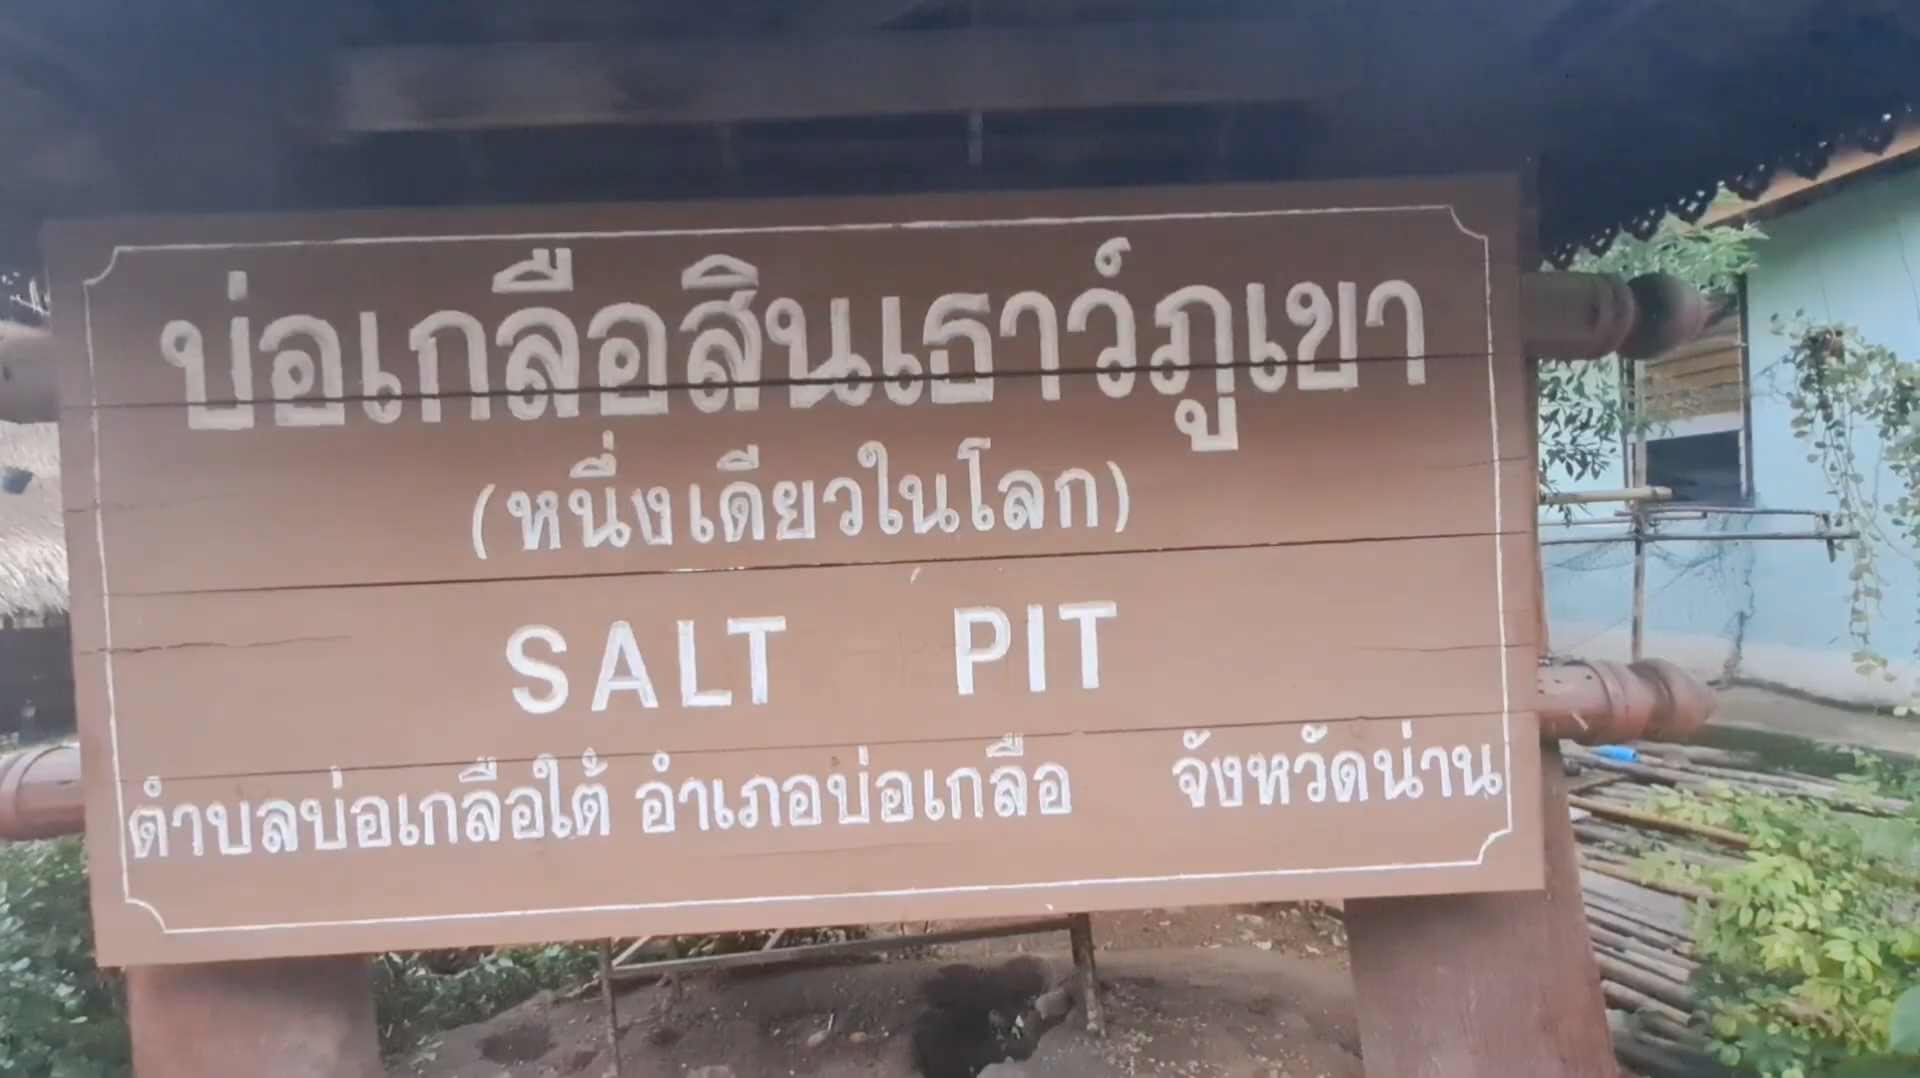 บ่อเกลือสินเธาว์ภูเขา
(หนึ่งเดียวในโลก)
SALT PIT
ตำบลบ่อเกลือใต้ อำเภอบ่อเกลือ จังหวัดน่าน